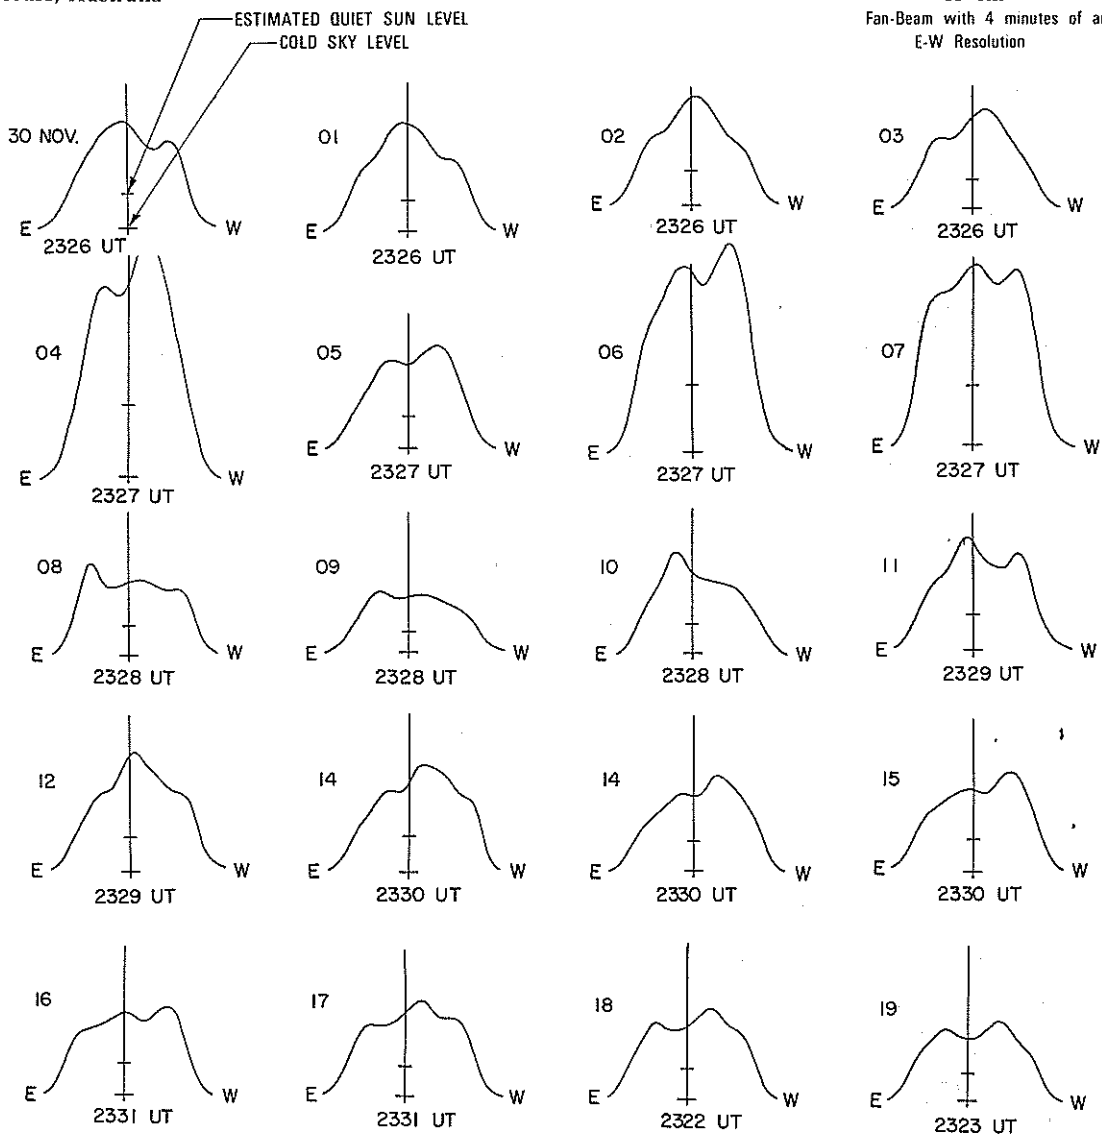 Australia
ESTIMATED QUIET SUN LEVEL
COLD SKY LEVEL
Fan-Beam with 4 minutes of
E-W Resolution
30 NOV.
E W
2326 UT
01
E W
2326 UT
02
E W
2326 UT
03
E W
2326 UT
04
E W
2327 UT
05
E W
2327 UT
06
E W
2327 UT
07
E W
2327 UT
08
E W
2328 UT
09
E W
2328 UT
10
E W
2328 UT
11
E W
2329 UT
12
E W
2329 UT
14
E W
2330 UT
14
E W
2330 UT
15
E W
2330 UT
16
E W
2331 UT
17
E W
2331 UT
18
E W
2322 UT
19
E W
2323 UT